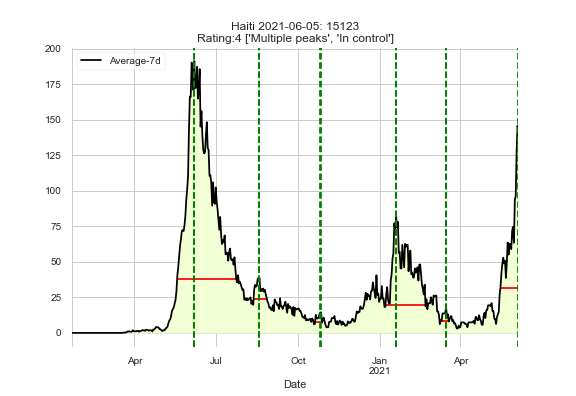 Haiti 2021-06-05: 15123
Rating:4 ['Multiple peaks', 'In control']
Average-7d
200
175
150
125
100
75
50
25
0
Apr
Jul
Oct
Jan
2021
Apr
Date